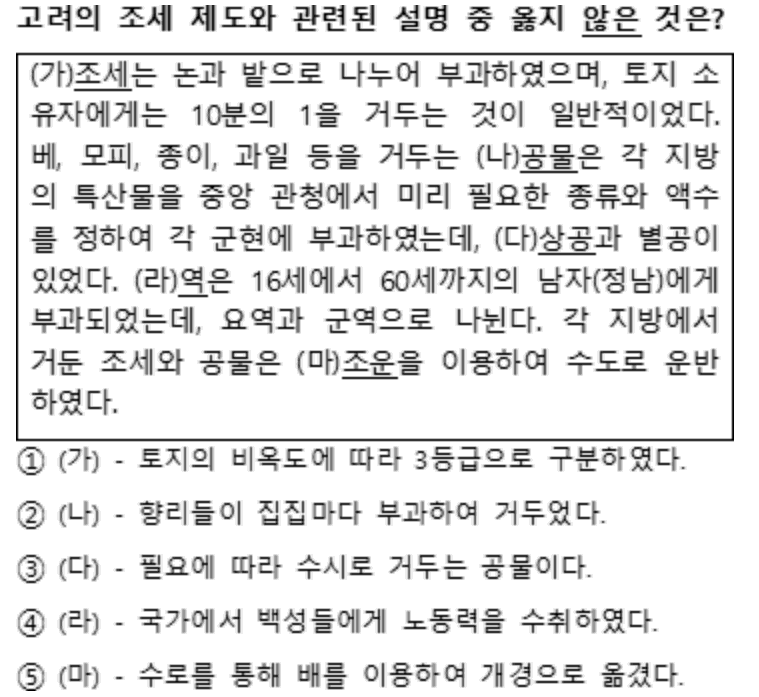 고려의 조세 제도와 관련된 설명 중 옳지 않은 것은?
(가)조세는 논과 밭으로 나누어 부과하였으며, 토지 소
유자에게는 10분의 1을 거두는 것이 일반적이었다.
베, 모피, 종이, 과일 등을 거두는 (나)공물은 각 지방
의 특산물을 중앙 관청에서 미리 필요한 종류와 액수
를 정하여 각 군현에 부과하였는데, (다)상공과 별공이
있었다. (라)역은 16세에서 60세까지의 남자(정남)에게
부과되었는데, 요역과 군역으로 나뉜다. 각 지방에서
거둔 조세와 공물은 (마)조운을 이용하여 수도로 운반
하였다.
① (가) - 토지의 비옥도에 따라 3등급으로 구분하였다.
② (나) - 향리들이 집집마다 부과하여 거두었다.
③ (다) - 필요에 따라 수시로 거두는 공물이다.
④ (라) - 국가에서 백성들에게 노동력을 수취하였다.
⑤ (마) - 수로를 통해 배를 이용하여 개경으로 옮겼다.